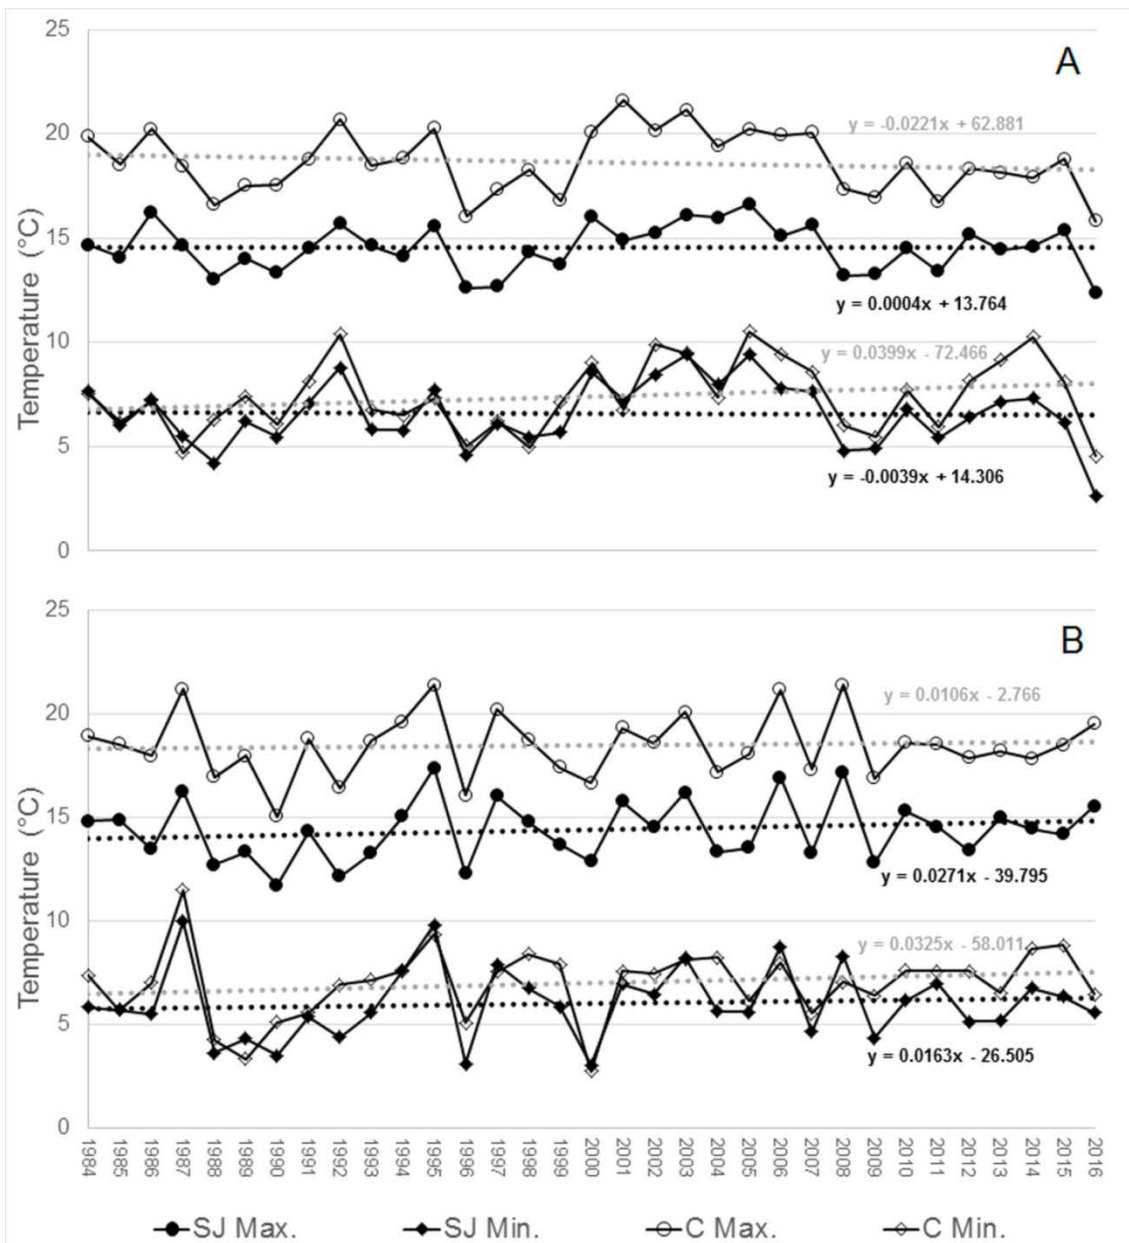 25
A
20
y = -0.0221x + 62.881
15
y = 0.0004x + 13.764
10
y = 0.0399x - 72.466
5
y = -0.0039x + 14.306
0
Temperature (°C)
25
B
20
y = 0.0106x - 2.766
15
y = 0.0271x - 39.795
10
y = 0.0325x - 58.011
5
y = 0.0163x - 26.505
0
Temperature (°C)
1984 1985 1986 1987 1988 1989 1990 1991 1992 1993 1994 1995 1996 1997 1998 1999 2000 2001 2002 2003 2004 2005 2006 2007 2008 2009 2010 2011 2012 2013 2014 2015 2016
SJ Max. SJ Min. C Max. C Min.